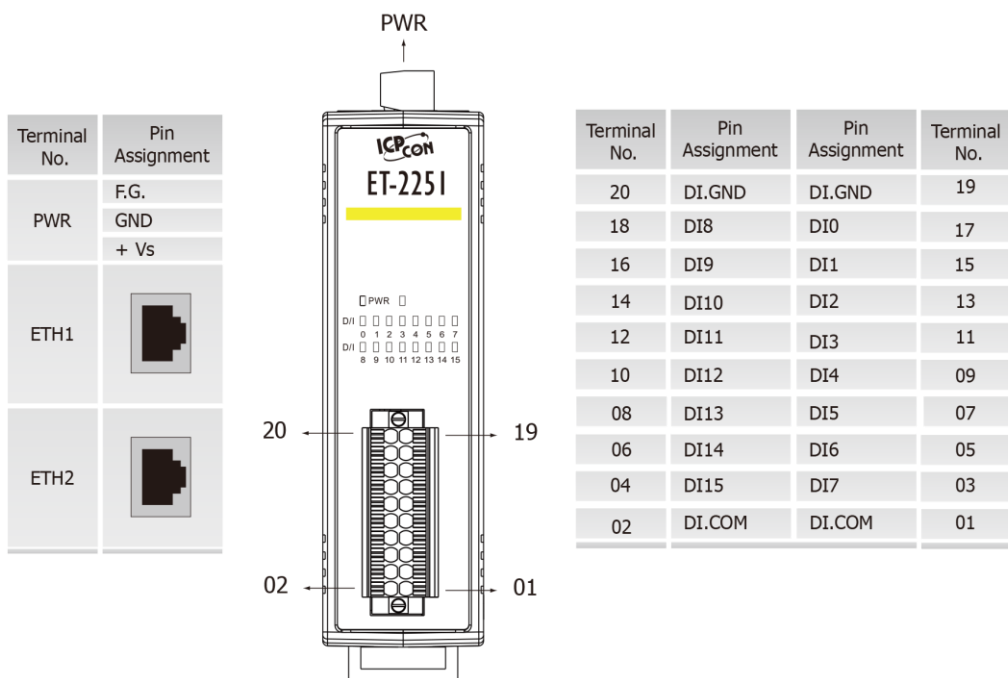 PWR
Terminal No. Pin Assignment
PWR F.G.
GND
+ Vs
ETH1
ETH2
ICP CON
ET-2251
PWR
D/I
0 1 2 3 4 5 6 7
D/I
8 9 10 11 12 13 14 15
20 19
02 01
Terminal No. Pin Assignment Pin Assignment Terminal No.
20 DI.GND DI.GND 19
18 DI8 DI0 17
16 DI9 DI1 15
14 DI10 DI2 13
12 DI11 DI3 11
10 DI12 DI4 09
08 DI13 DI5 07
06 DI14 DI6 05
04 DI15 DI7 03
02 DI.COM DI.COM 01